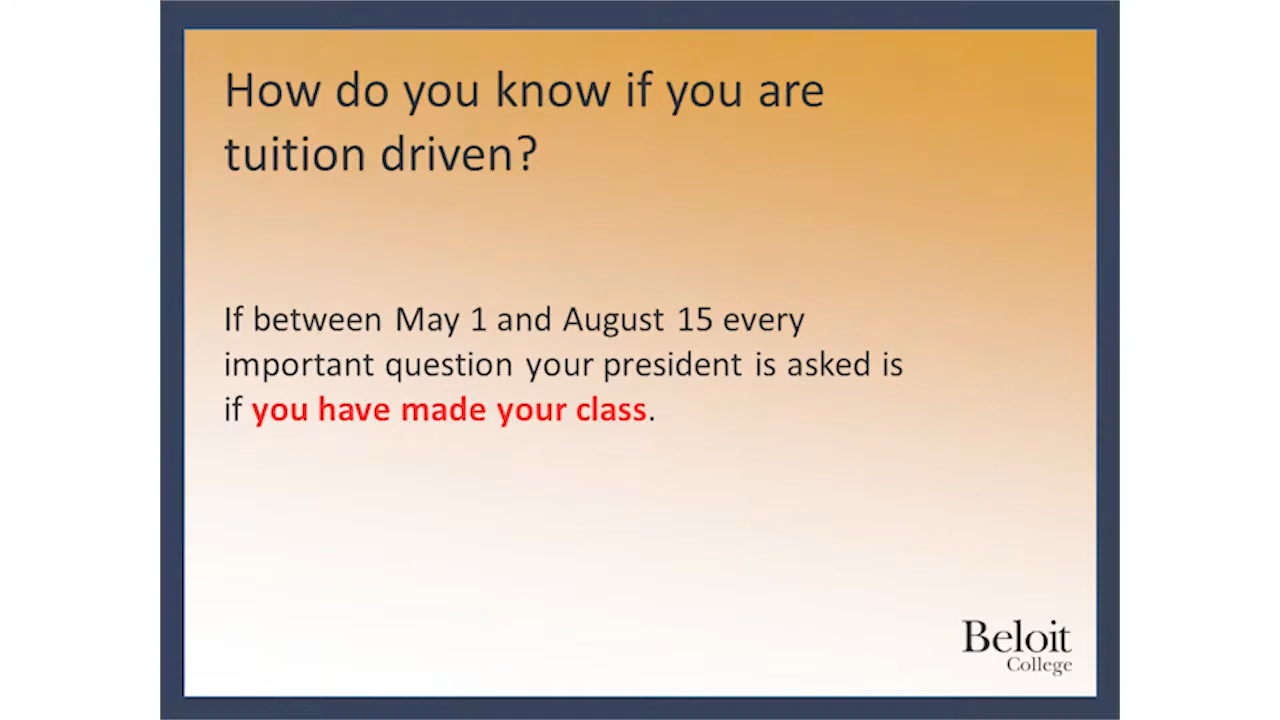 How do you know if you are
tuition driven?
If between May 1 and August 15 every
important question your president is asked is
if you have made your class.
Beloit
College